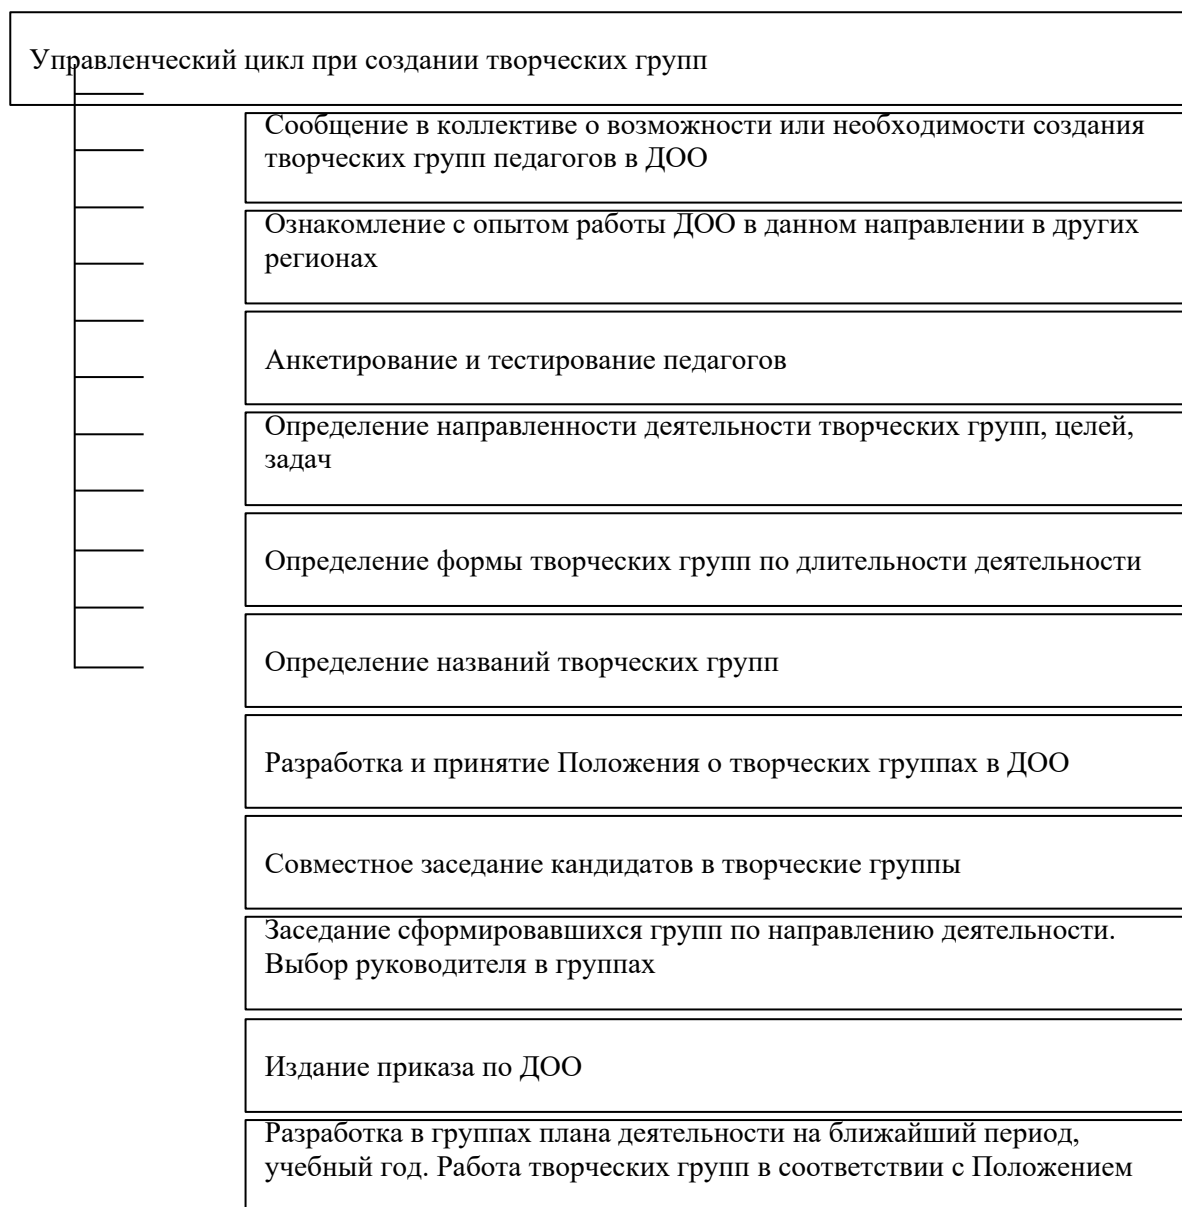 Управленческий цикл при создании творческих групп
Сообщение в коллективе о возможности или необходимости создания
творческих групп педагогов в ДОО
Ознакомление с опытом работы ДОО в данном направлении в других
регионах
Анкетирование и тестирование педагогов
Определение направленности деятельности творческих групп, целей,
задач
Определение формы творческих групп по длительности деятельности
Определение названий творческих групп
Разработка и принятие Положения о творческих группах в ДОО
Совместное заседание кандидатов в творческие группы
Заседание сформировавшихся групп по направлению деятельности.
Выбор руководителя в группах
Издание приказа по ДОО
Разработка в группах плана деятельности на ближайший период,
учебный год. Работа творческих групп в соответствии с Положением